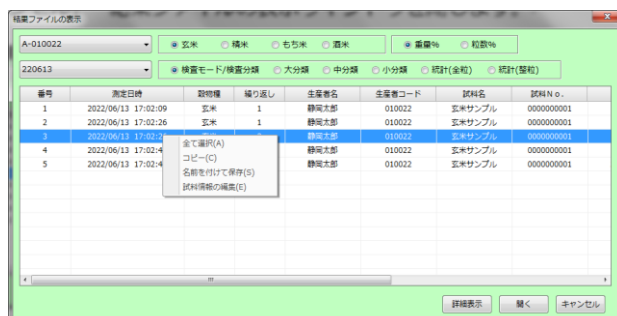 結果ファイルの表示
A-010022 玄米 精米 もち米 酒米 重量% 粒数%
220613 検査モード/検査分類 大分類 中分類 小分類 統計(全粒) 統計(整粒)
番号 測定日時 穀物種 繰り返し 生産者名 生産者コード 試料名 試料No.
1 2022/06/13 17:02:09 玄米 1 静岡太郎 010022 玄米サンプル 0000000001
2 2022/06/13 17:02:26 玄米 1 静岡太郎 010022 玄米サンプル 0000000001
3 2022/06/13 17:02:2 静岡太郎 010022 玄米サンプル 0000000001
4 2022/06/13 17:02:4 静岡太郎 010022 玄米サンプル 0000000001
5 2022/06/13 17:02:4 静岡太郎 010022 玄米サンプル 0000000001
全て選択(A)
コピー(C)
名前を付けて保存(S)
試料情報の編集(E)
詳細表示 開く キャンセル